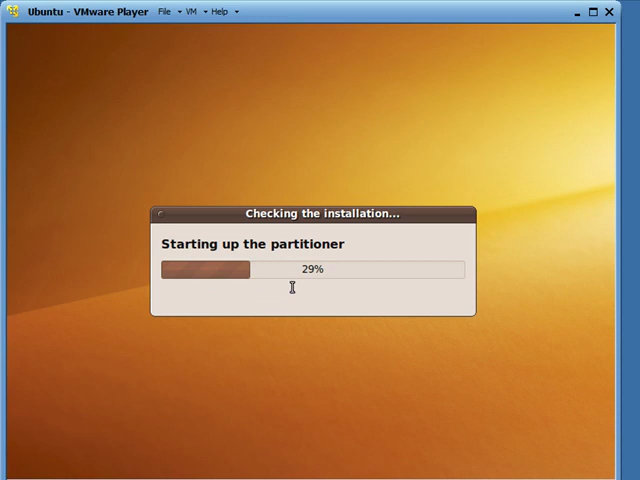 Ubuntu - VMware Player File VM Help
Checking the installation...
Starting up the partitioner
29%